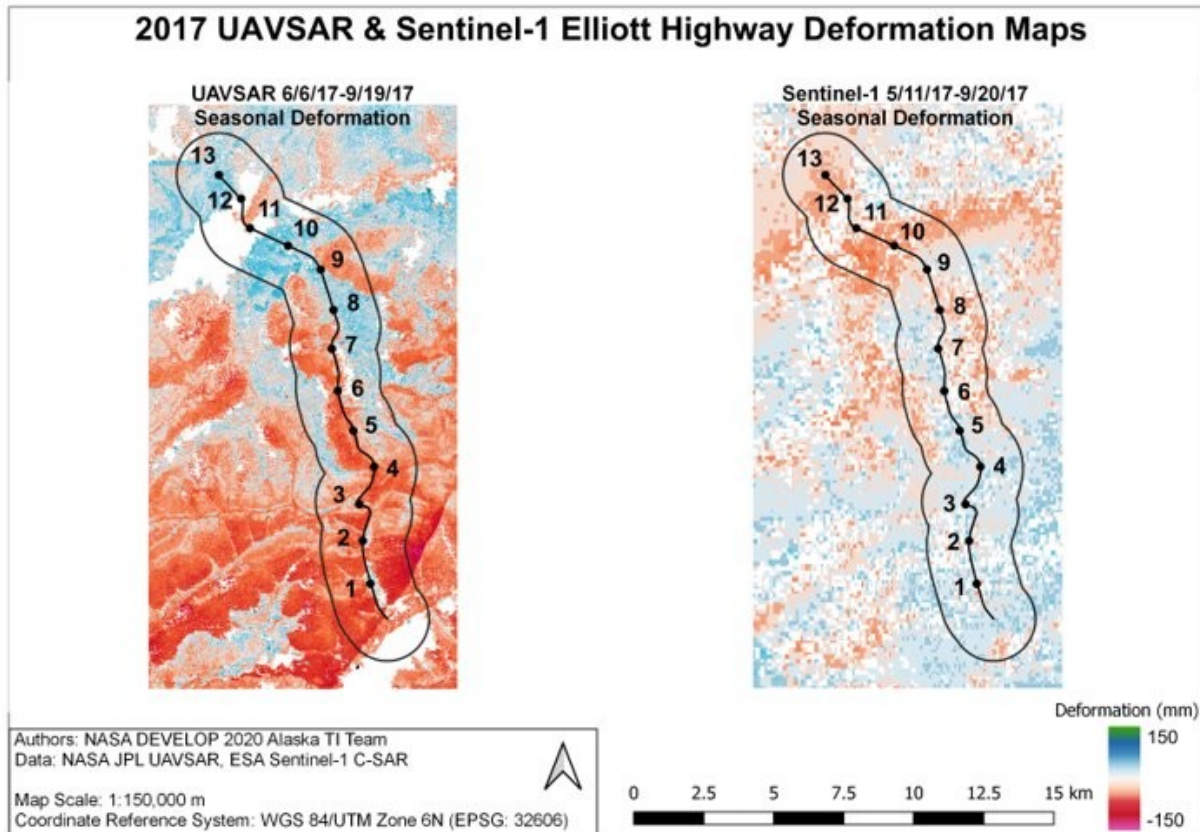 2017 UAVSAR & Sentinel-1 Elliott Highway Deformation Maps
UAVSAR 6/6/17-9/19/17
Seasonal Deformation
13
12
11
10
9
8
7
6
5
4
3
2
1
Sentinel-1 5/11/17-9/20/17
Seasonal Deformation
13
12
11
10
9
8
7
6
5
4
3
2
1
Authors: NASA DEVELOP 2020 Alaska TI Team
Data: NASA JPL UAVSAR, ESA Sentinel-1 C-SAR
Map Scale: 1:150,000 m
Coordinate Reference System: WGS 84/UTM Zone 6N (EPSG: 32606)
0 2.5 5 7.5 10 12.5 15 km
Deformation (mm)
150
-150